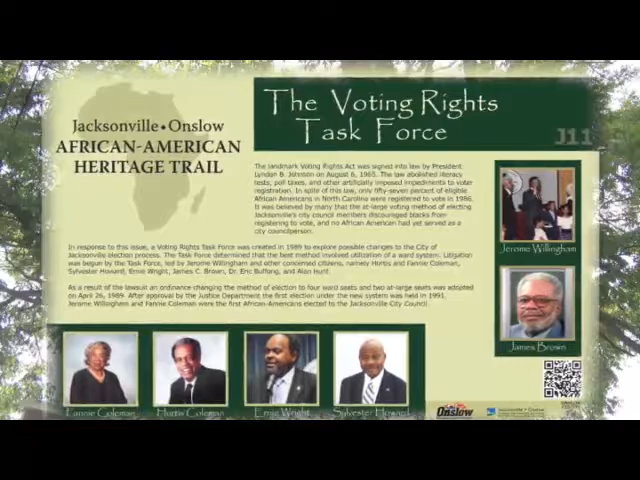 The Voting Rights
Task Force
J11
Jacksonville • Onslow
AFRICAN-AMERICAN
HERITAGE TRAIL
The landmark Voting Rights Act was signed into law by President
Lyndon B. Johnson on August 6, 1965. The law abolished literacy
tests, poll taxes, and other artificially imposed impediments to voter
registration. In spite of this law, only fifty-seven percent of eligible
African Americans in North Carolina were registered to vote in 1986.
It was believed by many that the at-large voting method of electing
Jacksonville's city council members discouraged blacks from
registering to vote, and no African American had yet served as a
city councilperson.
In response to this issue, a Voting Rights Task Force was created in 1989 to explore possible changes to the City of
Jacksonville election process. The Task Force determined that the best method involved utilization of a ward system. Litigation
was begun by the Task Force, led by Jerome Willingham and other concerned citizens, namely Hortis and Fannie Coleman,
Sylvester Howard, Ernie Wright, James C. Brown, Dr. Eric Buffong, and Alan Hunt.
As a result of the lawsuit an ordinance changing the method of election to four ward seats and two at-large seats was adopted
on April 26, 1989. After approval by the Justice Department the first election under the new system was held in 1991.
Jerome Willingham and Fannie Coleman were the first African-Americans elected to the Jacksonville City Council.
Jerome Willingham
James Brown
Fannie Coleman
Hortis Coleman
Ernie Wright
Sylvester Howard
Onslow
Jacksonville • Onslow